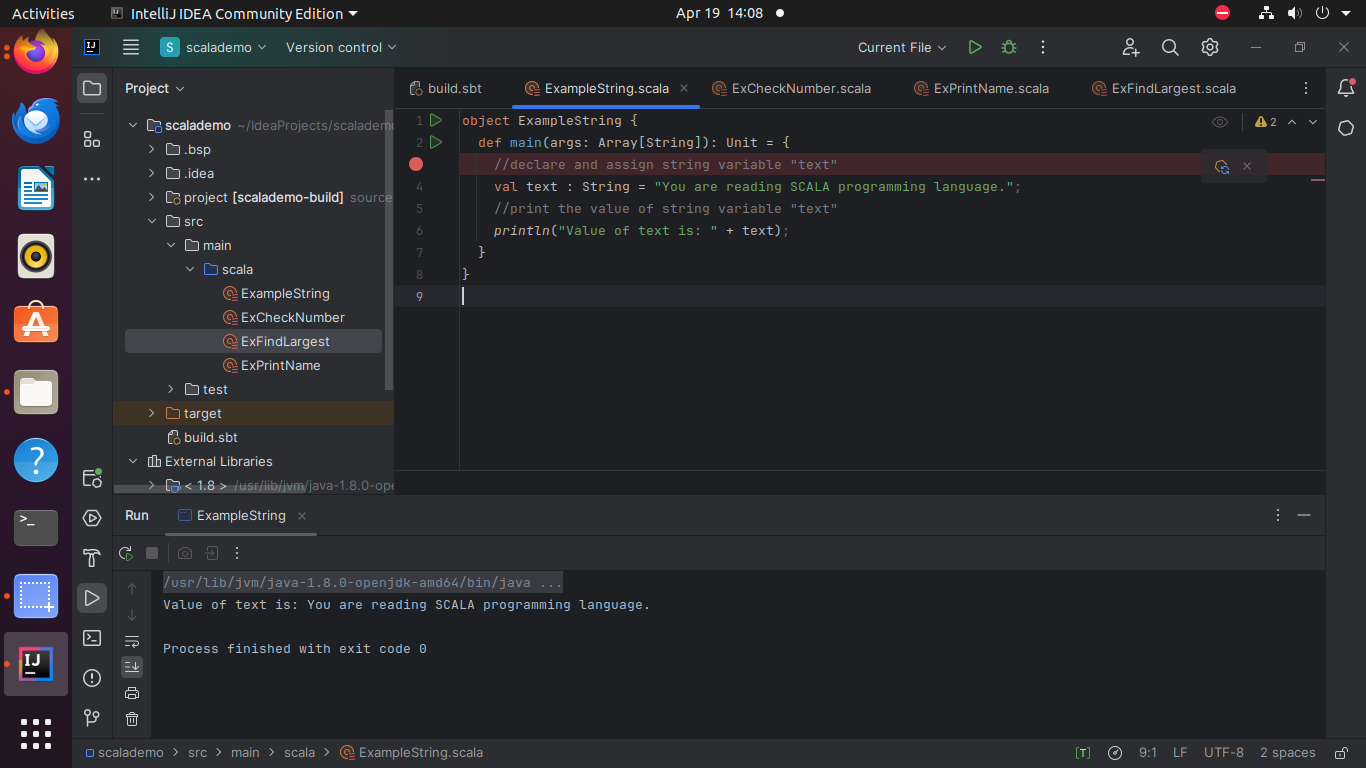 Activities IntelliJ IDEA Community Edition Apr 19 14:08
S scalademo Version control Current File
Project
build.sbt ExampleString.scala ExCheckNumber.scala ExPrintName.scala ExFindLargest.scala
scalademo ~/IdeaProjects/scalademo
.bsp
.idea
project [scalademo-build] source
src
main
scala
ExampleString
ExCheckNumber
ExFindLargest
ExPrintName
test
target
build.sbt
External Libraries
< 1.8 > /usr/lib/jvm/java-1.8.0-ope
1 object ExampleString {
2 def main(args: Array[String]): Unit = {
//declare and assign string variable "text"
4 val text : String = "You are reading SCALA programming language.";
5 //print the value of string variable "text"
6 println("Value of text is: " + text);
7 }
8 }
9
2
Run ExampleString
/usr/lib/jvm/java-1.8.0-openjdk-amd64/bin/java ...
Value of text is: You are reading SCALA programming language.
Process finished with exit code 0
scalademo > src > main > scala > ExampleString.scala [T] 9:1 LF UTF-8 2 spaces